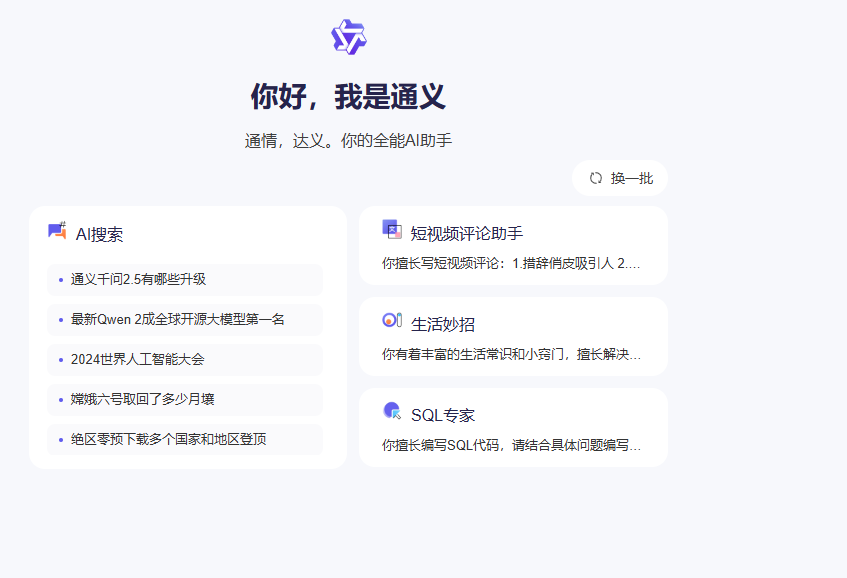 你好，我是通义
通情，达义。你的全能AI助手
换一批
AI搜索
通义千问2.5有哪些升级
最新Qwen 2成全球开源大模型第一名
2024世界人工智能大会
嫦娥六号取回了多少月壤
绝区零预下载多个国家和地区登顶
短视频评论助手
你擅长写短视频评论：1.措辞俏皮吸引人 2.…
生活妙招
你有着丰富的生活常识和小窍门，擅长解决…
SQL专家
你擅长编写SQL代码，请结合具体问题编写…